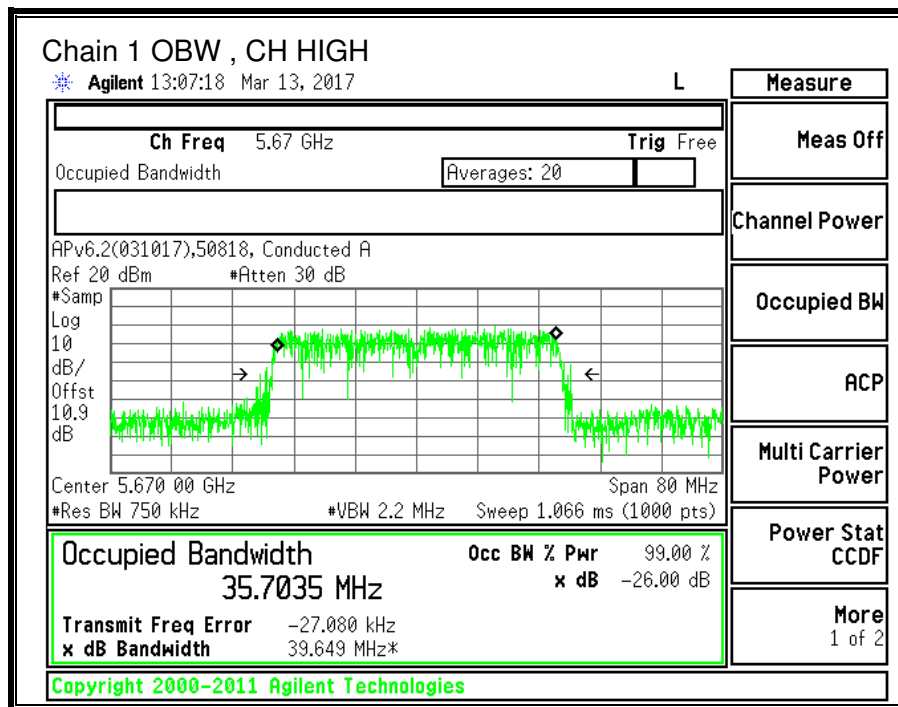 Chain 1 OBW , CH HIGH
Agilent 13:07:18 Mar 13, 2017 L
Measure
Ch Freq 5.67 GHz Trig Free
Meas Off
Occupied Bandwidth Averages: 20
Channel Power
APv6.2(031017),50818, Conducted A
Ref 20 dBm #Atten 30 dB
#Samp
Log
10
dB/
Offst
10.9
dB
Occupied BW
ACP
Center 5.670 00 GHz Span 80 MHz
#Res BW 750 kHz #VBW 2.2 MHz Sweep 1.066 ms (1000 pts)
Multi Carrier
Power
Occupied Bandwidth Occ BW % Pwr 99.00 %
35.7035 MHz x dB -26.00 dB
Power Stat
CCDF
Transmit Freq Error -27.080 kHz
x dB Bandwidth 39.649 MHz*
More
1 of 2
Copyright 2000-2011 Agilent Technologies